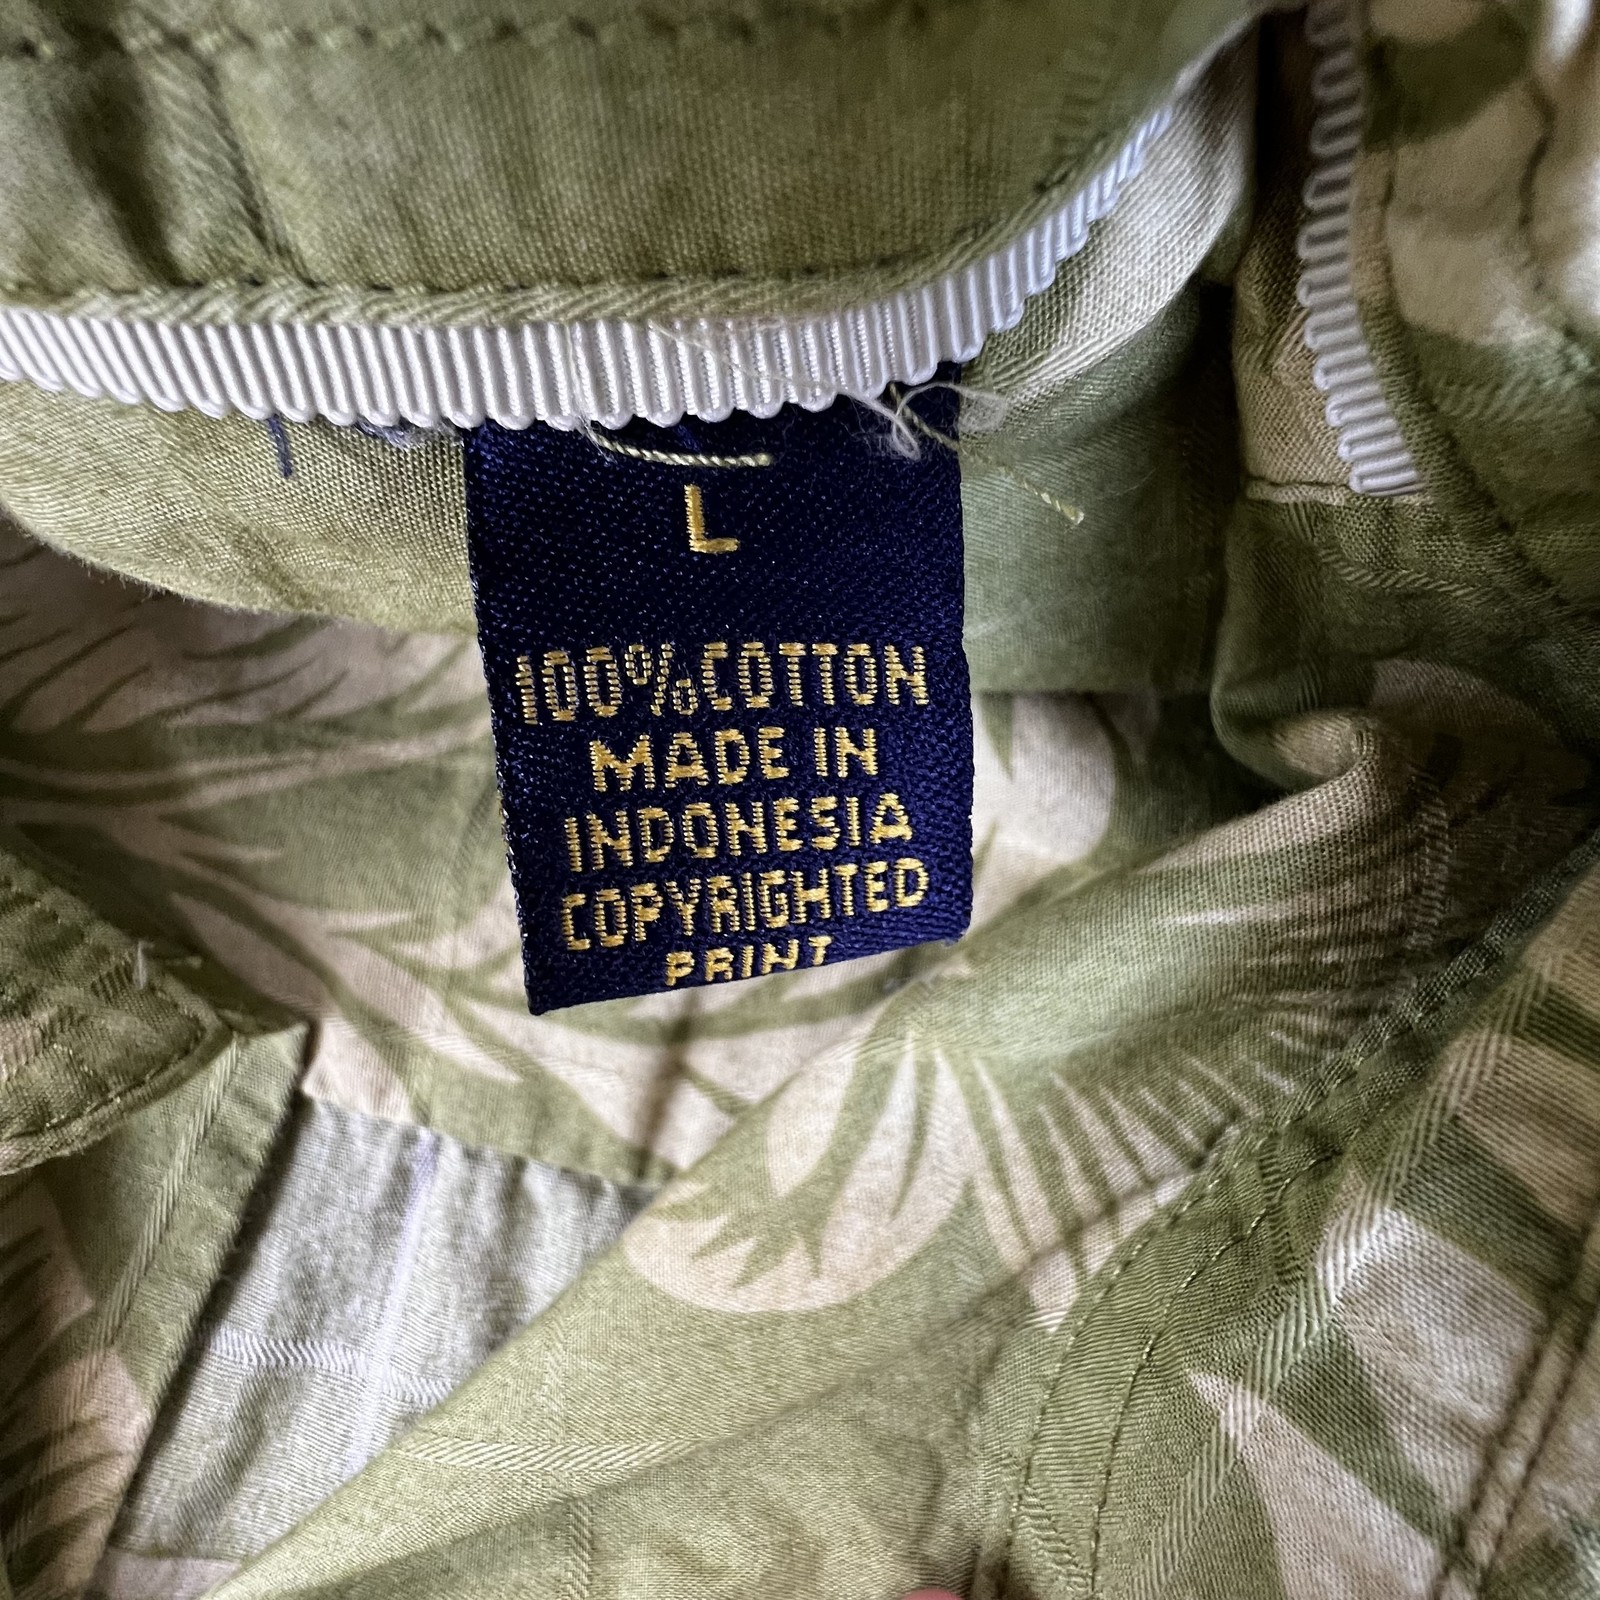 L
100% COTTON
MADE IN
INDONESIA
COPYRIGHTED
PRINT